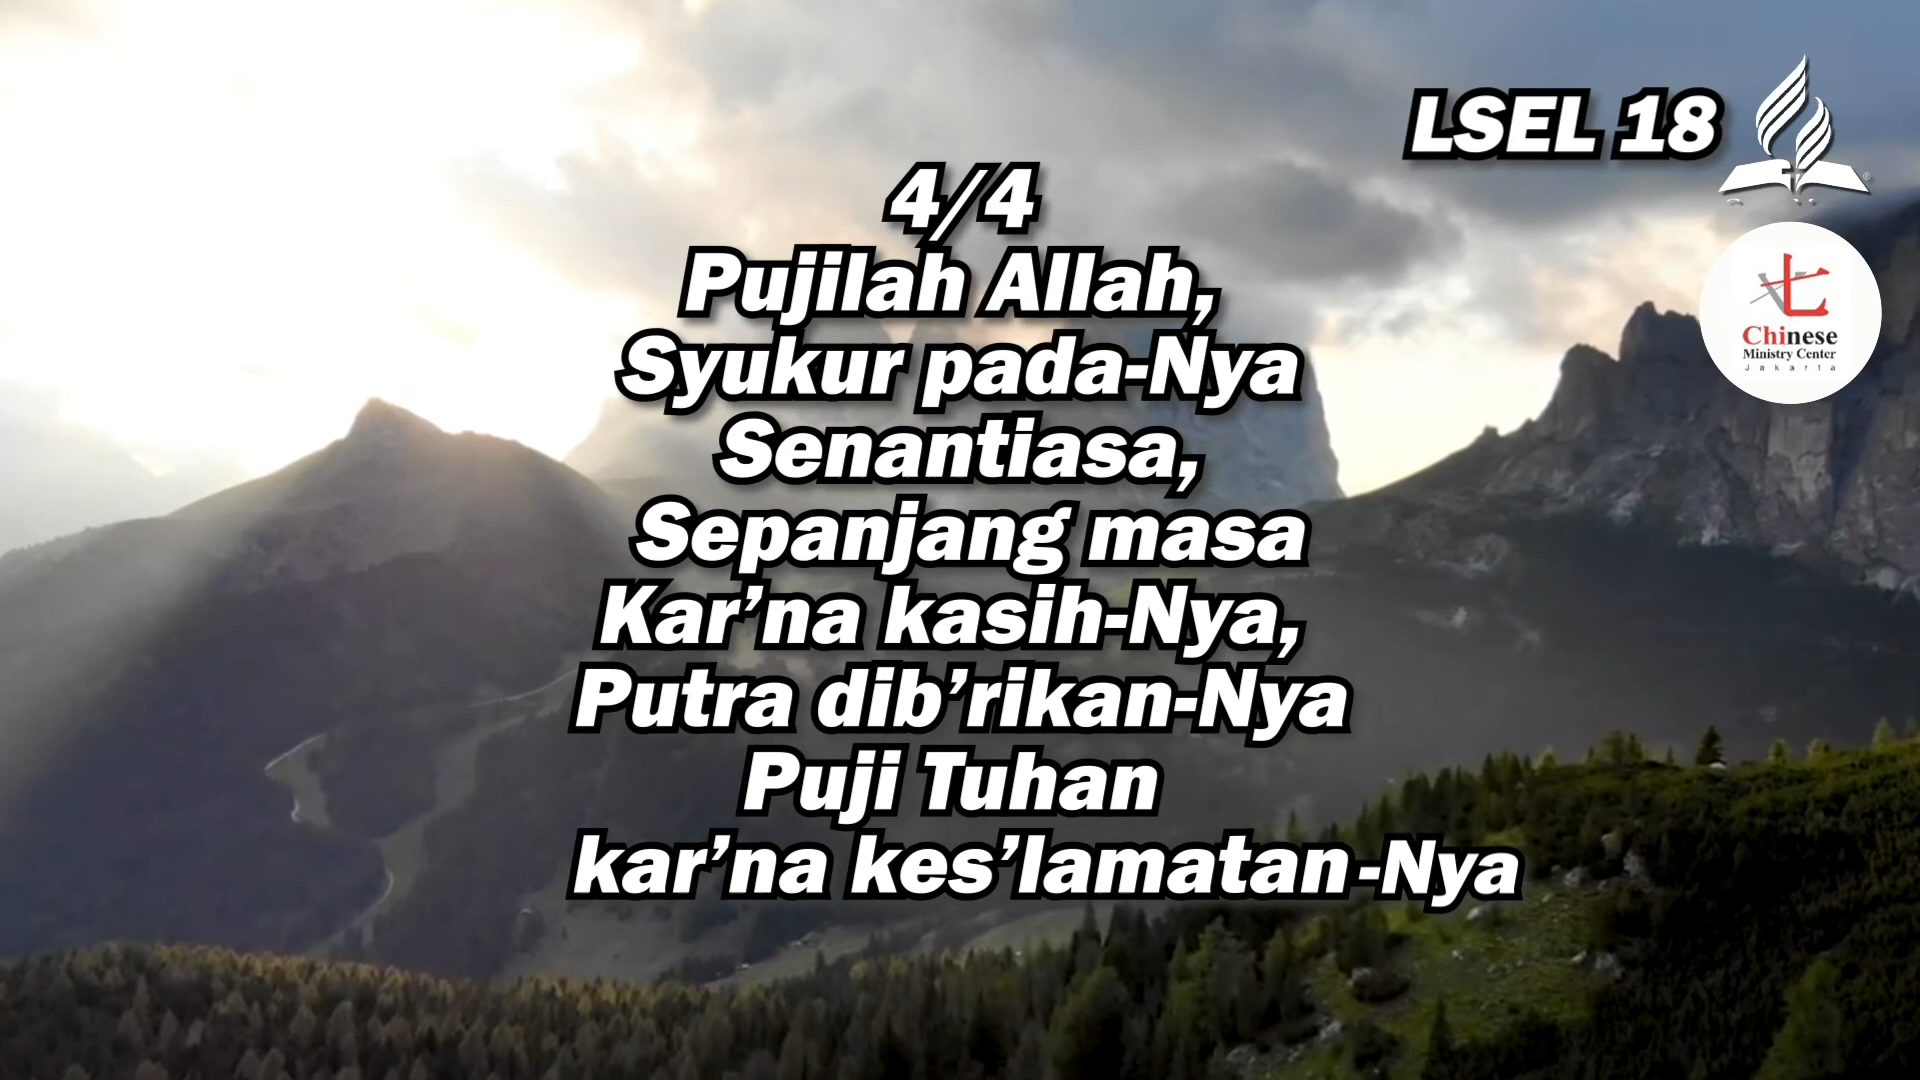 LSEL 18
4/4
Pujilah Allah,
Syukur pada-Nya
Senantiasa,
Sepanjang masa
Kar’na kasih-Nya,
Putra dib’rikan-Nya
Puji Tuhan
kar’na kes’lamatan-Nya
®
七
Chinese
Ministry Center
Jakarta